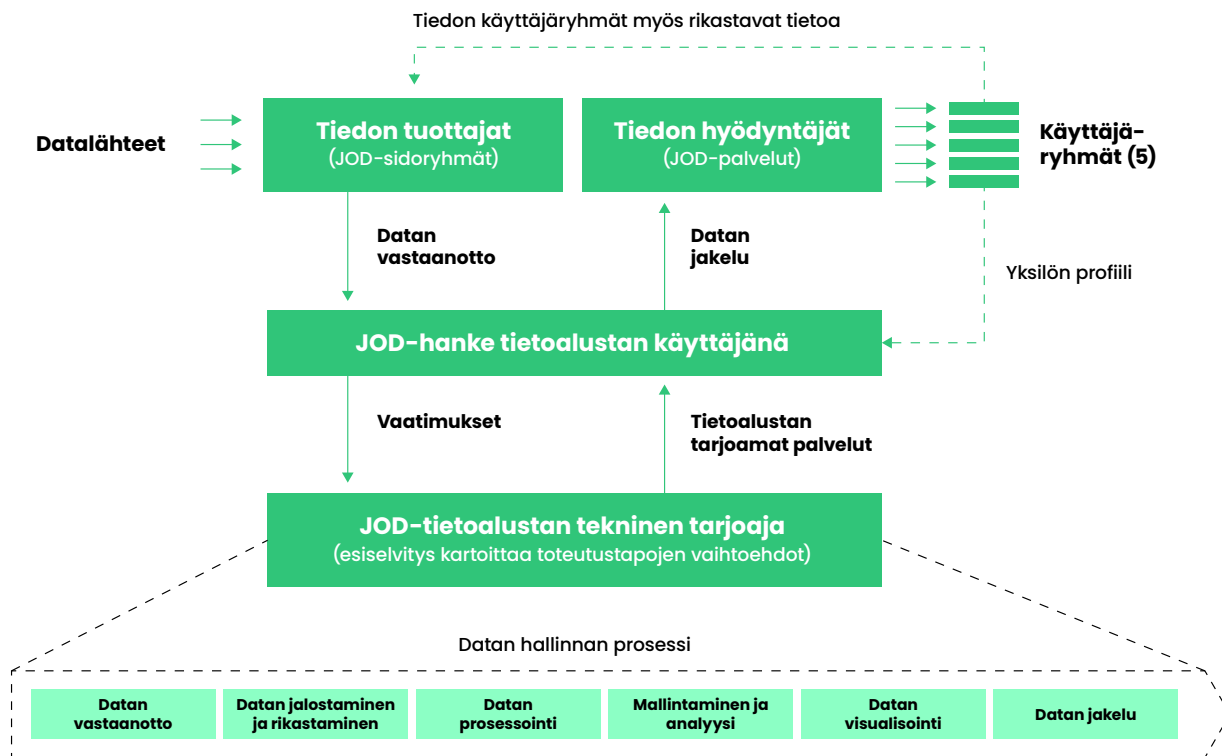 Tiedon käyttäjäryhmät myös rikastavat tietoa
Datalähteet
Tiedon tuottajat
(JOD-sidoryhmät)
Tiedon hyödyntäjät
(JOD-palvelut)
Käyttäjä-
ryhmät (5)
Datan
vastaanotto
Datan
jakelu
Yksilön profiili
JOD-hanke tietoalustan käyttäjänä
Vaatimukset
Tietoalustan
tarjoamat palvelut
JOD-tietoalustan tekninen tarjoaja
(esiselvitys kartoittaa toteutustapojen vaihtoehdot)
Datan hallinnan prosessi
Datan
vastaanotto
Datan jalostaminen
ja rikastaminen
Datan
prosessointi
Mallintaminen ja
analyysi
Datan
visualisointi
Datan jakelu